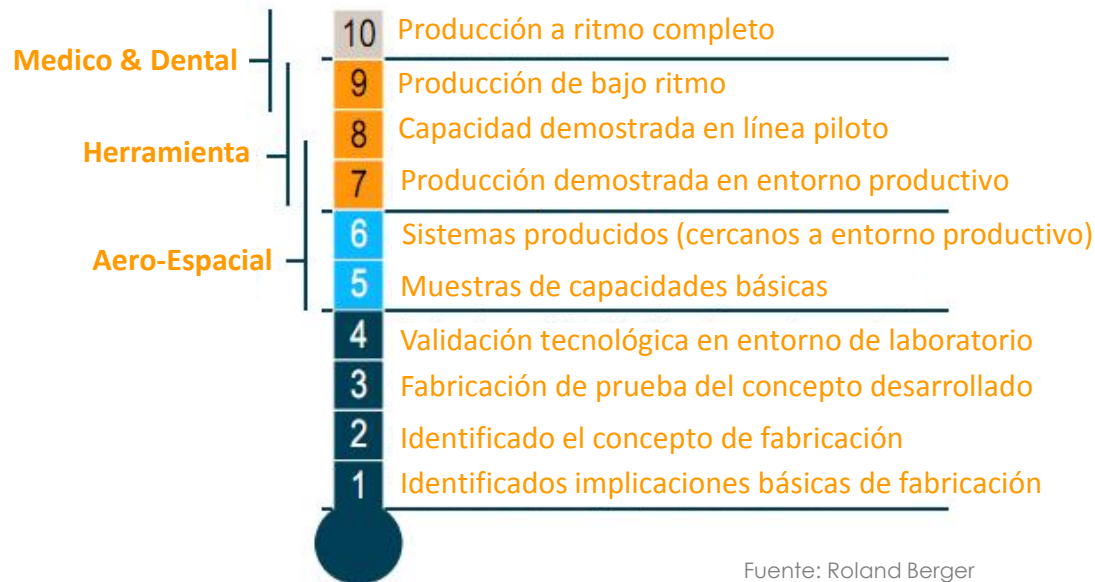 10 Producción a ritmo completo
Medico & Dental
9 Producción de bajo ritmo
8 Capacidad demostrada en línea piloto
Herramienta
7 Producción demostrada en entorno productivo
6 Sistemas producidos (cercanos a entorno productivo)
Aero-Espacial
5 Muestras de capacidades básicas
4 Validación tecnológica en entorno de laboratorio
3 Fabricación de prueba del concepto desarrollado
2 Identificado el concepto de fabricación
1 Identificados implicaciones básicas de fabricación
Fuente: Roland Berger